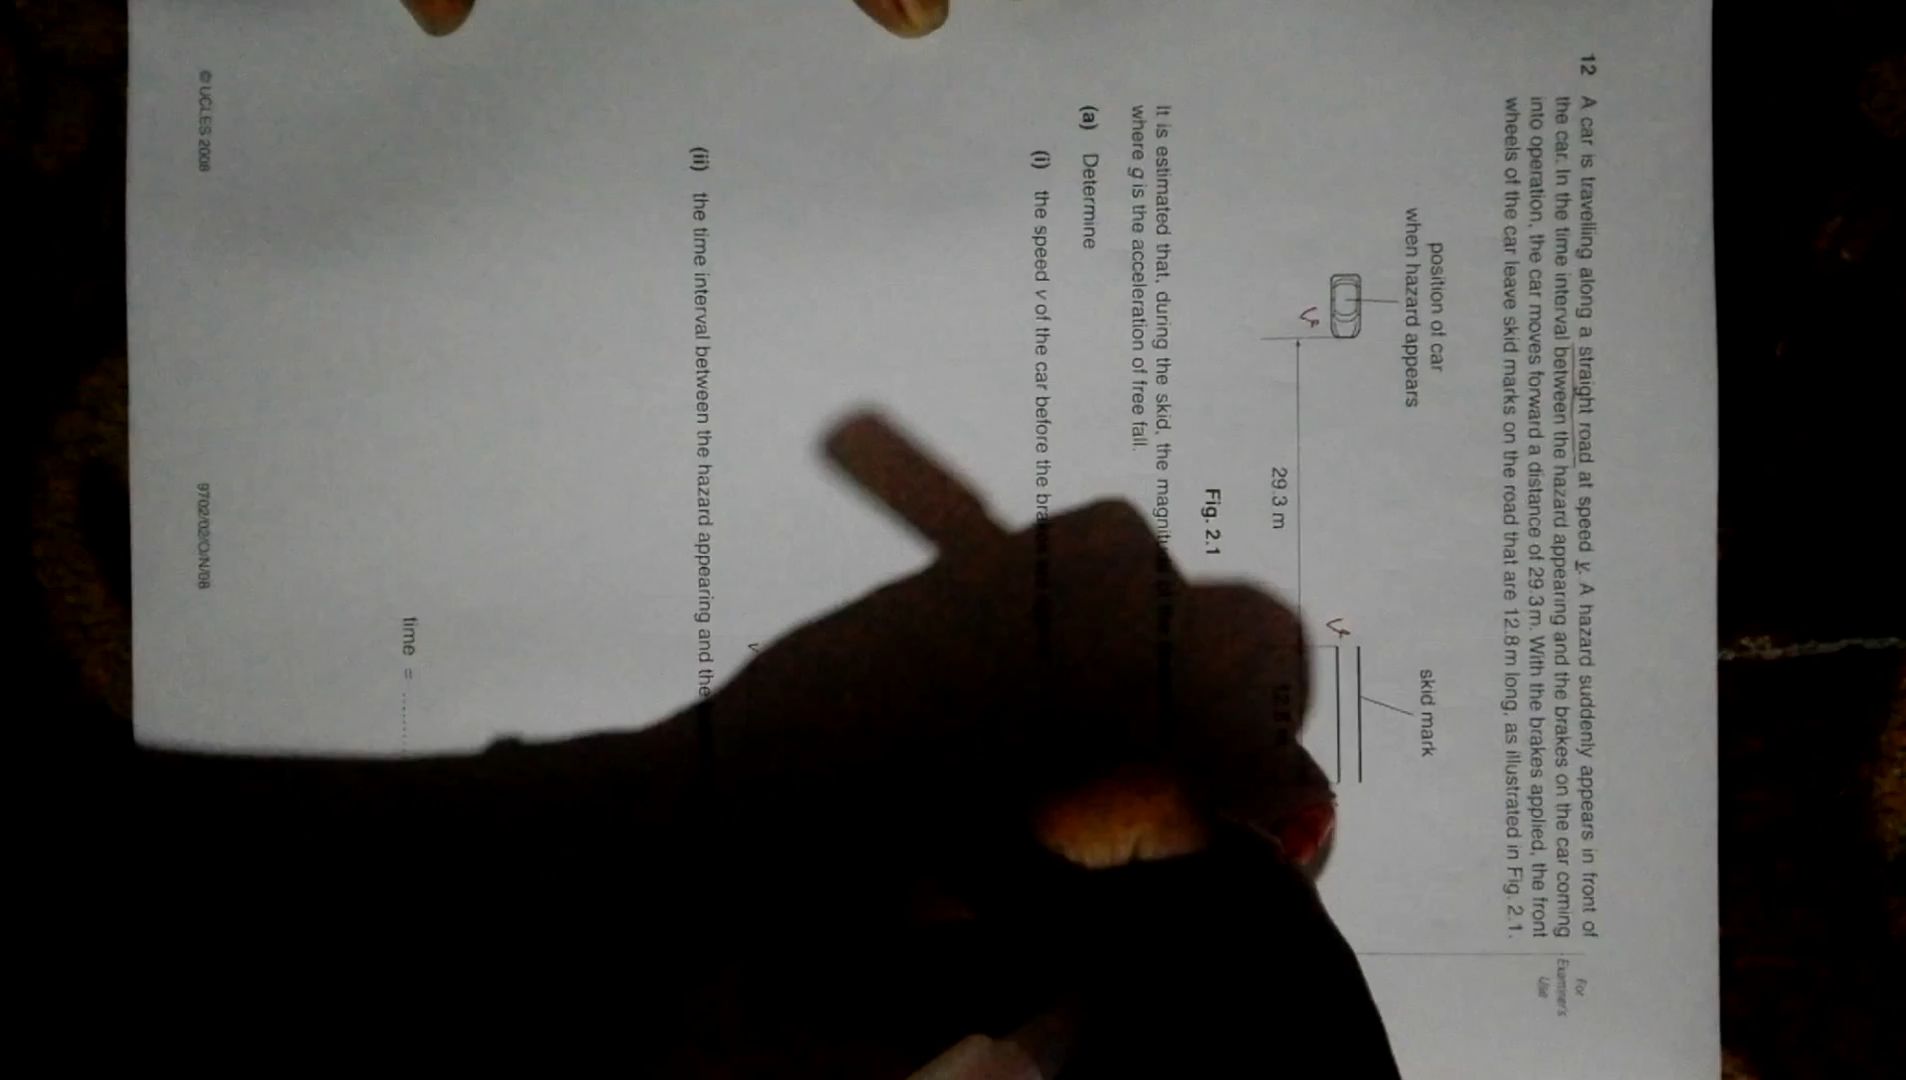 12 A car is travelling along a straight road at speed v. A hazard suddenly appears in front of
the car. In the time interval between the hazard appearing and the brakes on the car coming
into operation, the car moves forward a distance of 29.3 m. With the brakes applied, the front
wheels of the car leave skid marks on the road that are 12.8 m long, as illustrated in Fig. 2.1.
For
Examiner's
Use
position of car
when hazard appears
skid mark
v
v
29.3 m
12.8 m
Fig. 2.1
It is estimated that, during the skid, the
where g is the acceleration of free fall.
(a) Determine
(i) the speed v of the car before the
v
(ii) the time interval between the hazard appearing and the
time = ..........
© UCLES 2008
9702/02/O/N/08